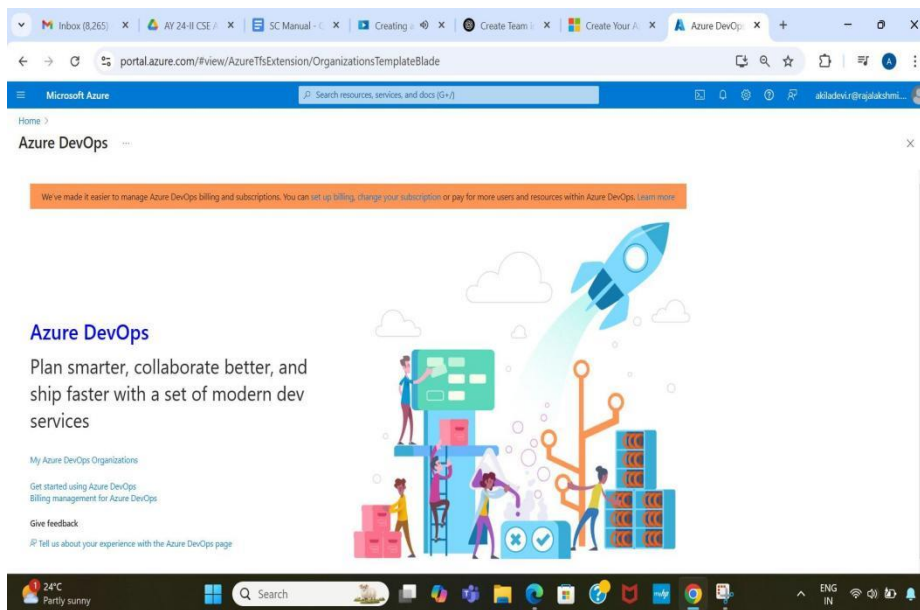 Inbox (8,265)
AY 24-II CSE A
SC Manual - C
Creating a
Create Team
Create Your A
Azure DevOp
portal.azure.com/#view/AzureTfsExtension/OrganizationsTemplateBlade
A
Microsoft Azure
Search resources, services, and docs (G+/)
akiladevi.r@rajalakshmi...
Home >
Azure DevOps ...
We've made it easier to manage Azure DevOps billing and subscriptions. You can set up billing, change your subscription or pay for more users and resources within Azure DevOps. Learn more
Azure DevOps
Plan smarter, collaborate better, and
ship faster with a set of modern dev
services
My Azure DevOps Organizations
Get started using Azure DevOps
Billing management for Azure DevOps
Give feedback
Tell us about your experience with the Azure DevOps page
1
24°C
Partly sunny
Search
ENG
IN